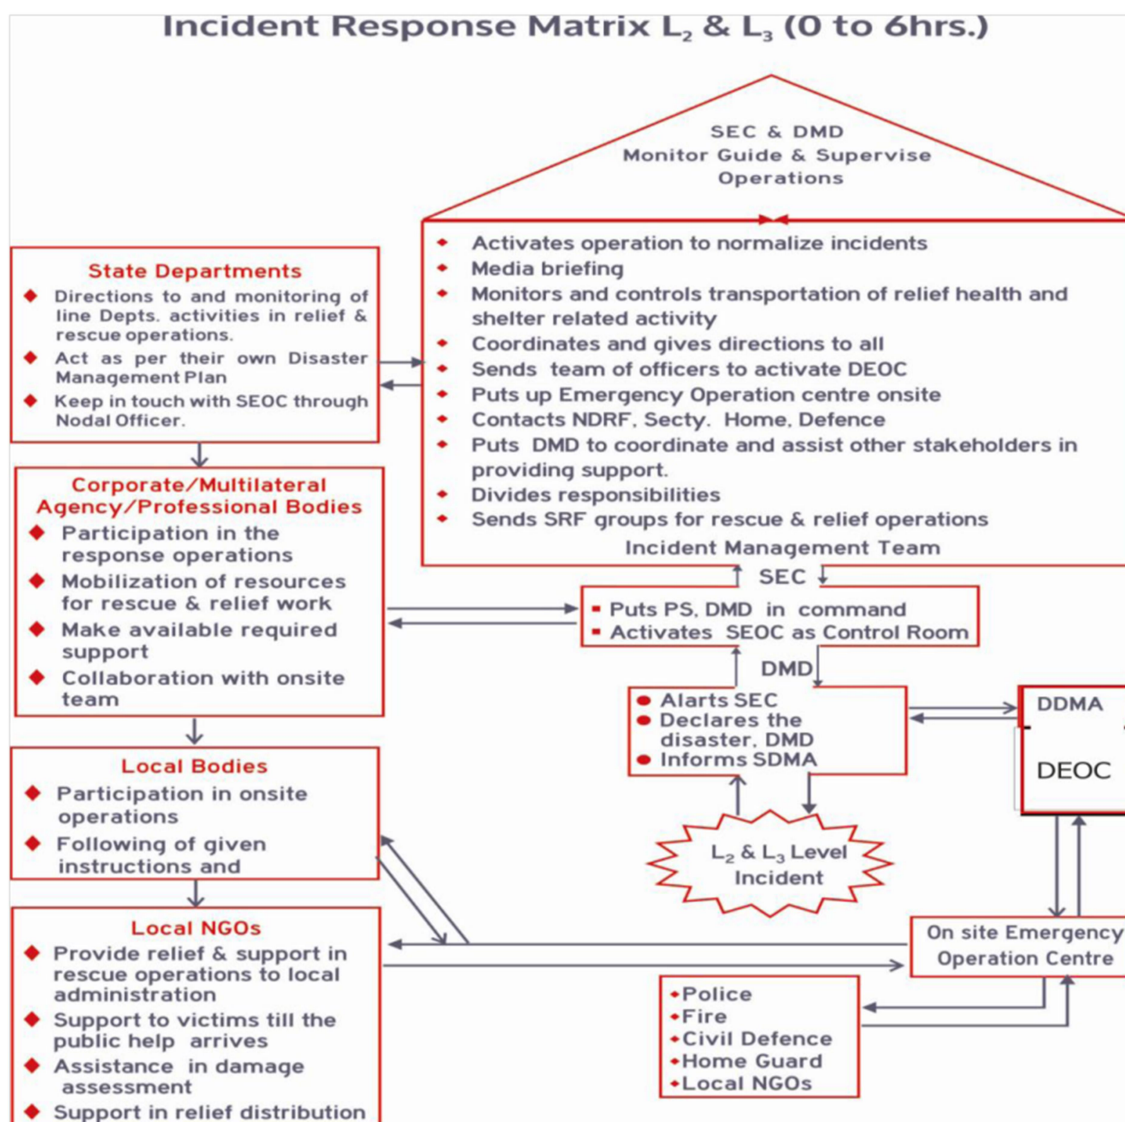 Incident Response Matrix L₂ & L₃ (0 to 6hrs.)
SEC & DMD
Monitor Guide & Supervise
Operations
Activates operation to normalize incidents
Media briefing
Monitors and controls transportation of relief health and
shelter related activity
Coordinates and gives directions to all
Sends team of officers to activate DEOC
Puts up Emergency Operation centre onsite
Contacts NDRF, Secty. Home, Defence
Puts DMD to coordinate and assist other stakeholders in
providing support.
Divides responsibilities
Sends SRF groups for rescue & relief operations
Incident Management Team
State Departments
Directions to and monitoring of
line Depts. activities in relief &
rescue operations.
Act as per their own Disaster
Management Plan
Keep in touch with SEOC through
Nodal Officer.
Corporate/Multilateral
Agency/Professional Bodies
Participation in the
response operations
Mobilization of resources
for rescue & relief work
Make available required
support
Collaboration with onsite
team
SEC
Puts PS, DMD in command
Activates SEOC as Control Room
DMD
Alarts SEC
Declares the
disaster, DMD
Informs SDMA
DDMA
DEOC
Local Bodies
Participation in onsite
operations
Following of given
instructions and
L₂ & L₃ Level
Incident
Local NGOs
Provide relief & support in
rescue operations to local
administration
Support to victims till the
public help arrives
Assistance in damage
assessment
Support in relief distribution
On site Emergency
Operation Centre
Police
Fire
Civil Defence
Home Guard
Local NGOs